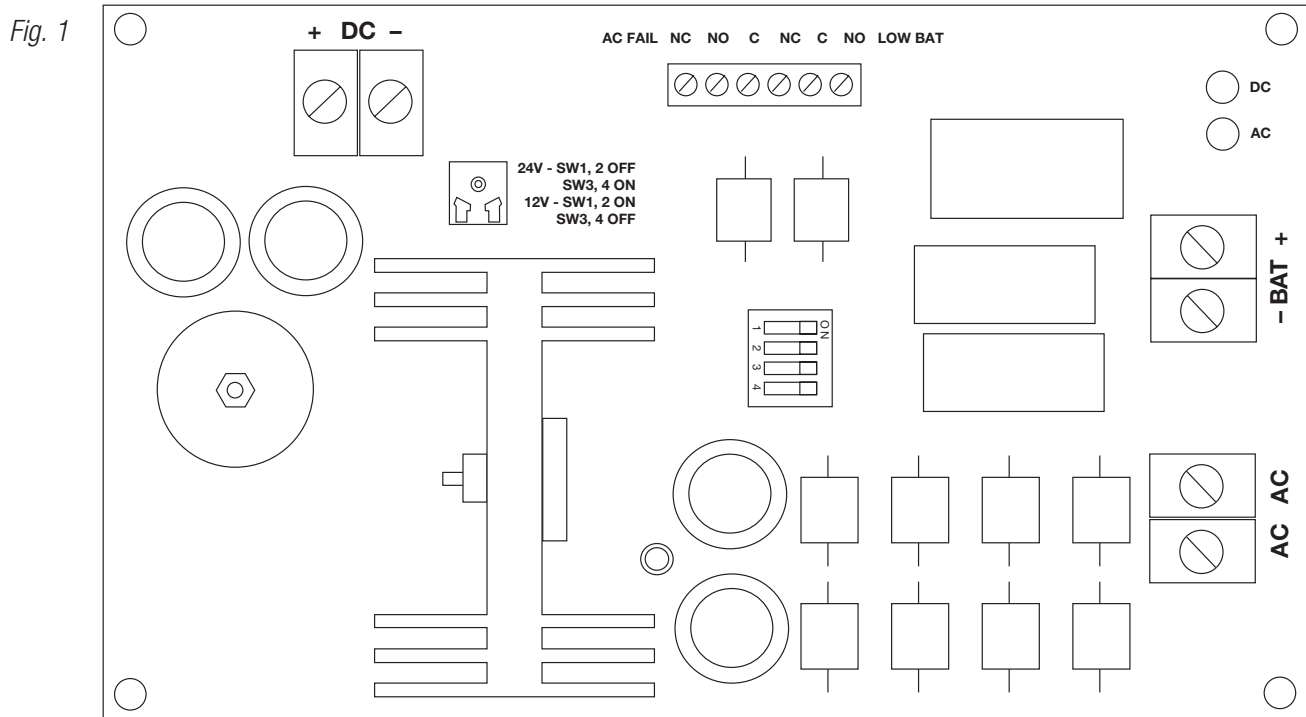 Fig. 1
+ DC –
AC FAIL NC NO C NC C NO LOW BAT
DC
AC
24V - SW1, 2 OFF
SW3, 4 ON
12V - SW1, 2 ON
SW3, 4 OFF
– BAT +
ON
1
2
3
4
AC
AC